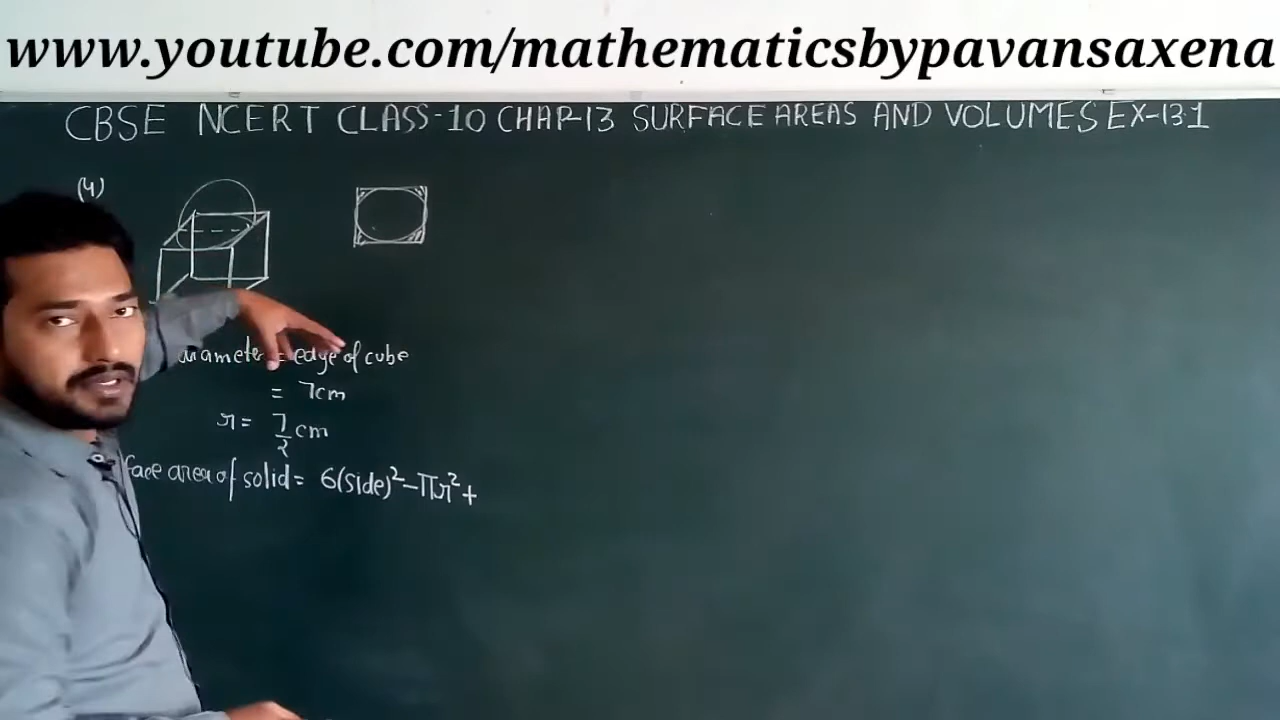 www.youtube.com/mathematicsbypavansaxena
CBSE NCERT CLASS-10 CHAP-13 SURFACE AREAS AND VOLUMES EX-13.1
(4)
= edge of cube
= 7cm
r = 7/2 cm
area of solid = 6(side)² - πr² +